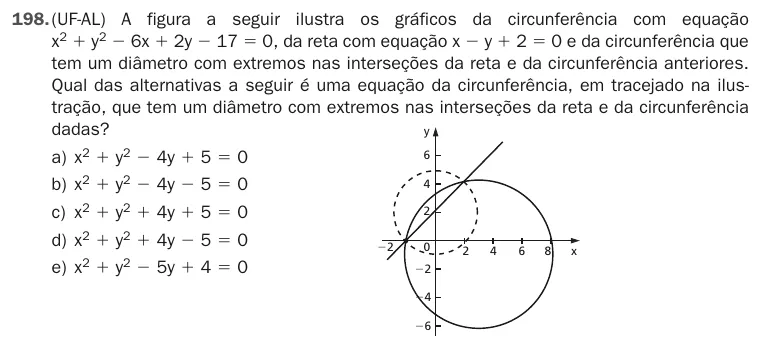 198. (UF-AL) A figura a seguir ilustra os gráficos da circunferência com equação
x² + y² − 6x + 2y − 17 = 0, da reta com equação x − y + 2 = 0 e da circunferência que
tem um diâmetro com extremos nas interseções da reta e da circunferência anteriores.
Qual das alternativas a seguir é uma equação da circunferência, em tracejado na ilus-
tração, que tem um diâmetro com extremos nas interseções da reta e da circunferência
dadas?
a) x² + y² − 4y + 5 = 0
b) x² + y² − 4y − 5 = 0
c) x² + y² + 4y + 5 = 0
d) x² + y² + 4y − 5 = 0
e) x² + y² − 5y + 4 = 0
y
6
4
2
−2 0 2 4 6 8 x
−2
−4
−6